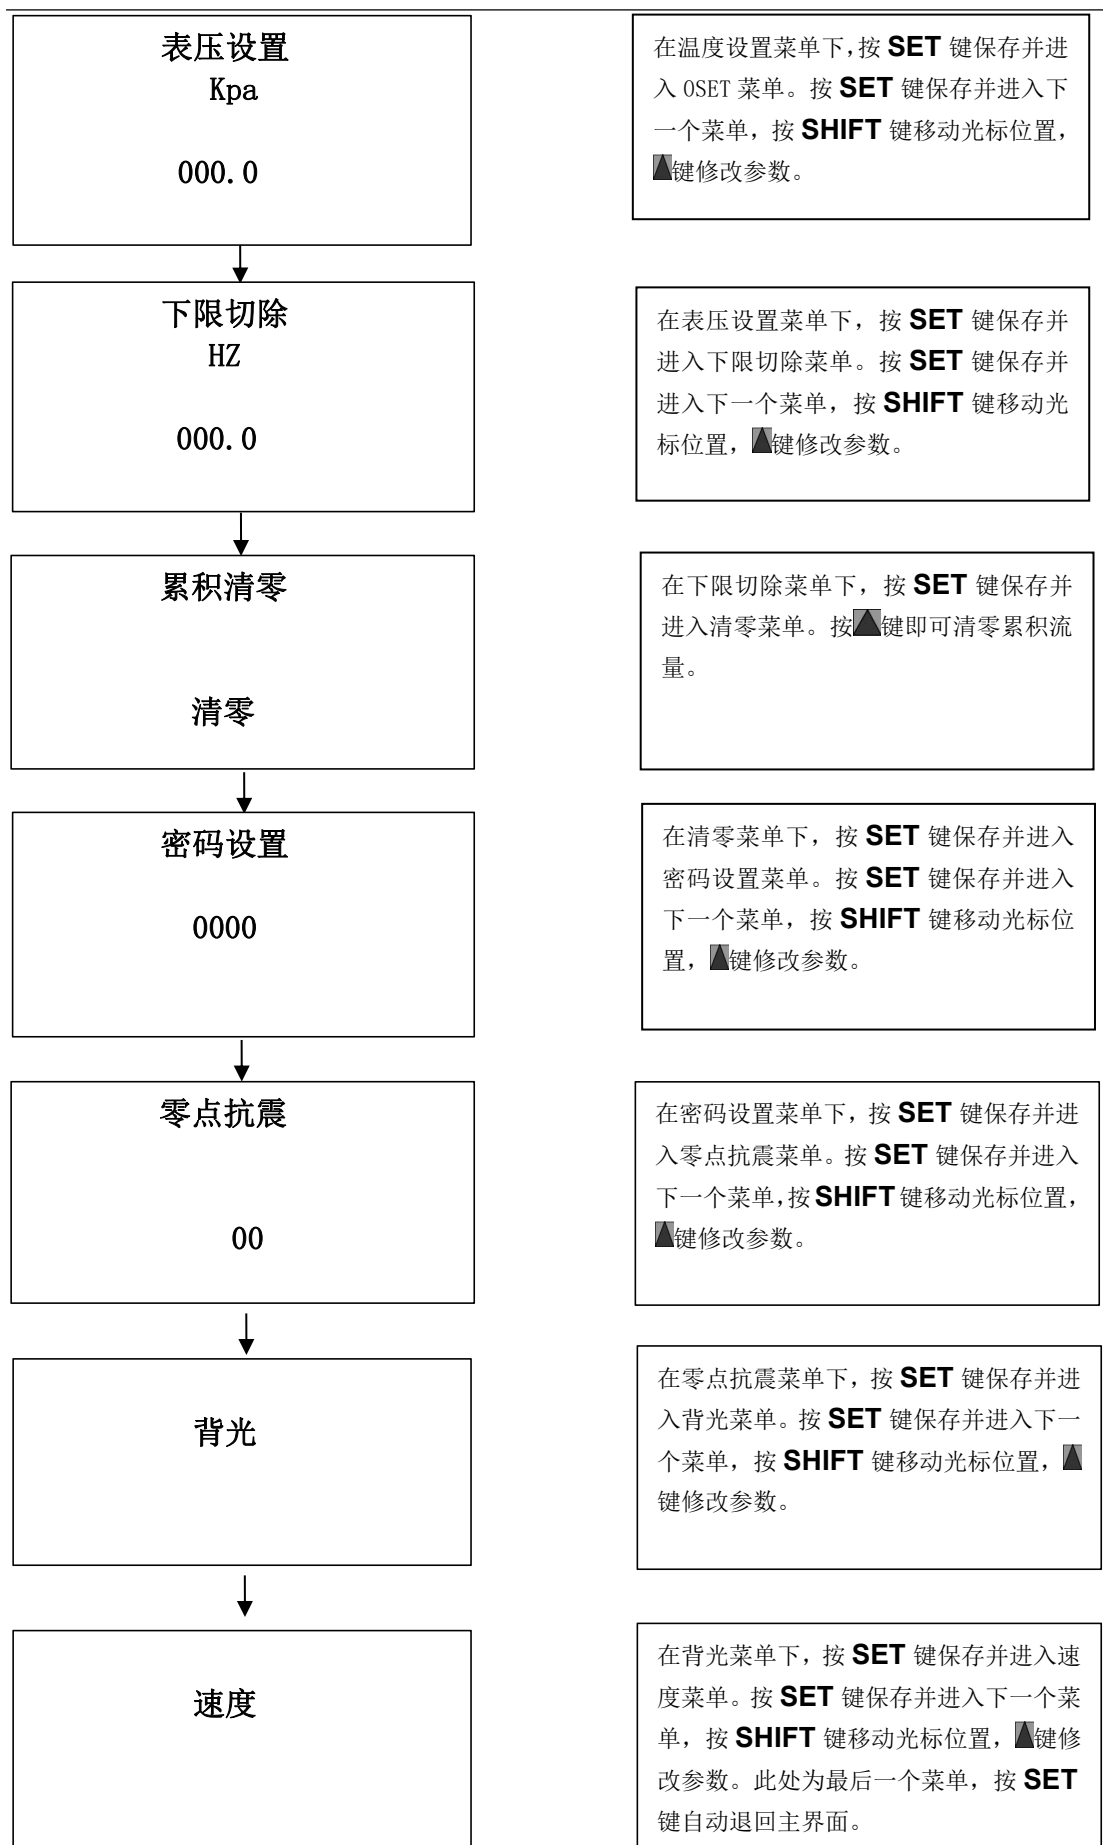 表压设置
Kpa
000.0
在温度设置菜单下,按 SET 键保存并进
入 OSET 菜单。按 SET 键保存并进入下
一个菜单，按 SHIFT 键移动光标位置，
▲键修改参数。
下限切除
HZ
000.0
在表压设置菜单下，按 SET 键保存并
进入下限切除菜单。按 SET 键保存并
进入下一个菜单，按 SHIFT 键移动光
标位置，▲键修改参数。
累积清零
清零
在下限切除菜单下，按 SET 键保存并
进入清零菜单。按▲键即可清零累积流
量。
密码设置
0000
在清零菜单下，按 SET 键保存并进入
密码设置菜单。按 SET 键保存并进入
下一个菜单，按 SHIFT 键移动光标位
置，▲键修改参数。
零点抗震
00
在密码设置菜单下，按 SET 键保存并进
入零点抗震菜单。按 SET 键保存并进入
下一个菜单,按 SHIFT 键移动光标位置，
▲键修改参数。
背光
在零点抗震菜单下，按 SET 键保存并进
入背光菜单。按 SET 键保存并进入下一
个菜单，按 SHIFT 键移动光标位置，▲
键修改参数。
速度
在背光菜单下，按 SET 键保存并进入速
度菜单。按 SET 键保存并进入下一个菜
单，按 SHIFT 键移动光标位置，▲键修
改参数。此处为最后一个菜单，按 SET
键自动退回主界面。